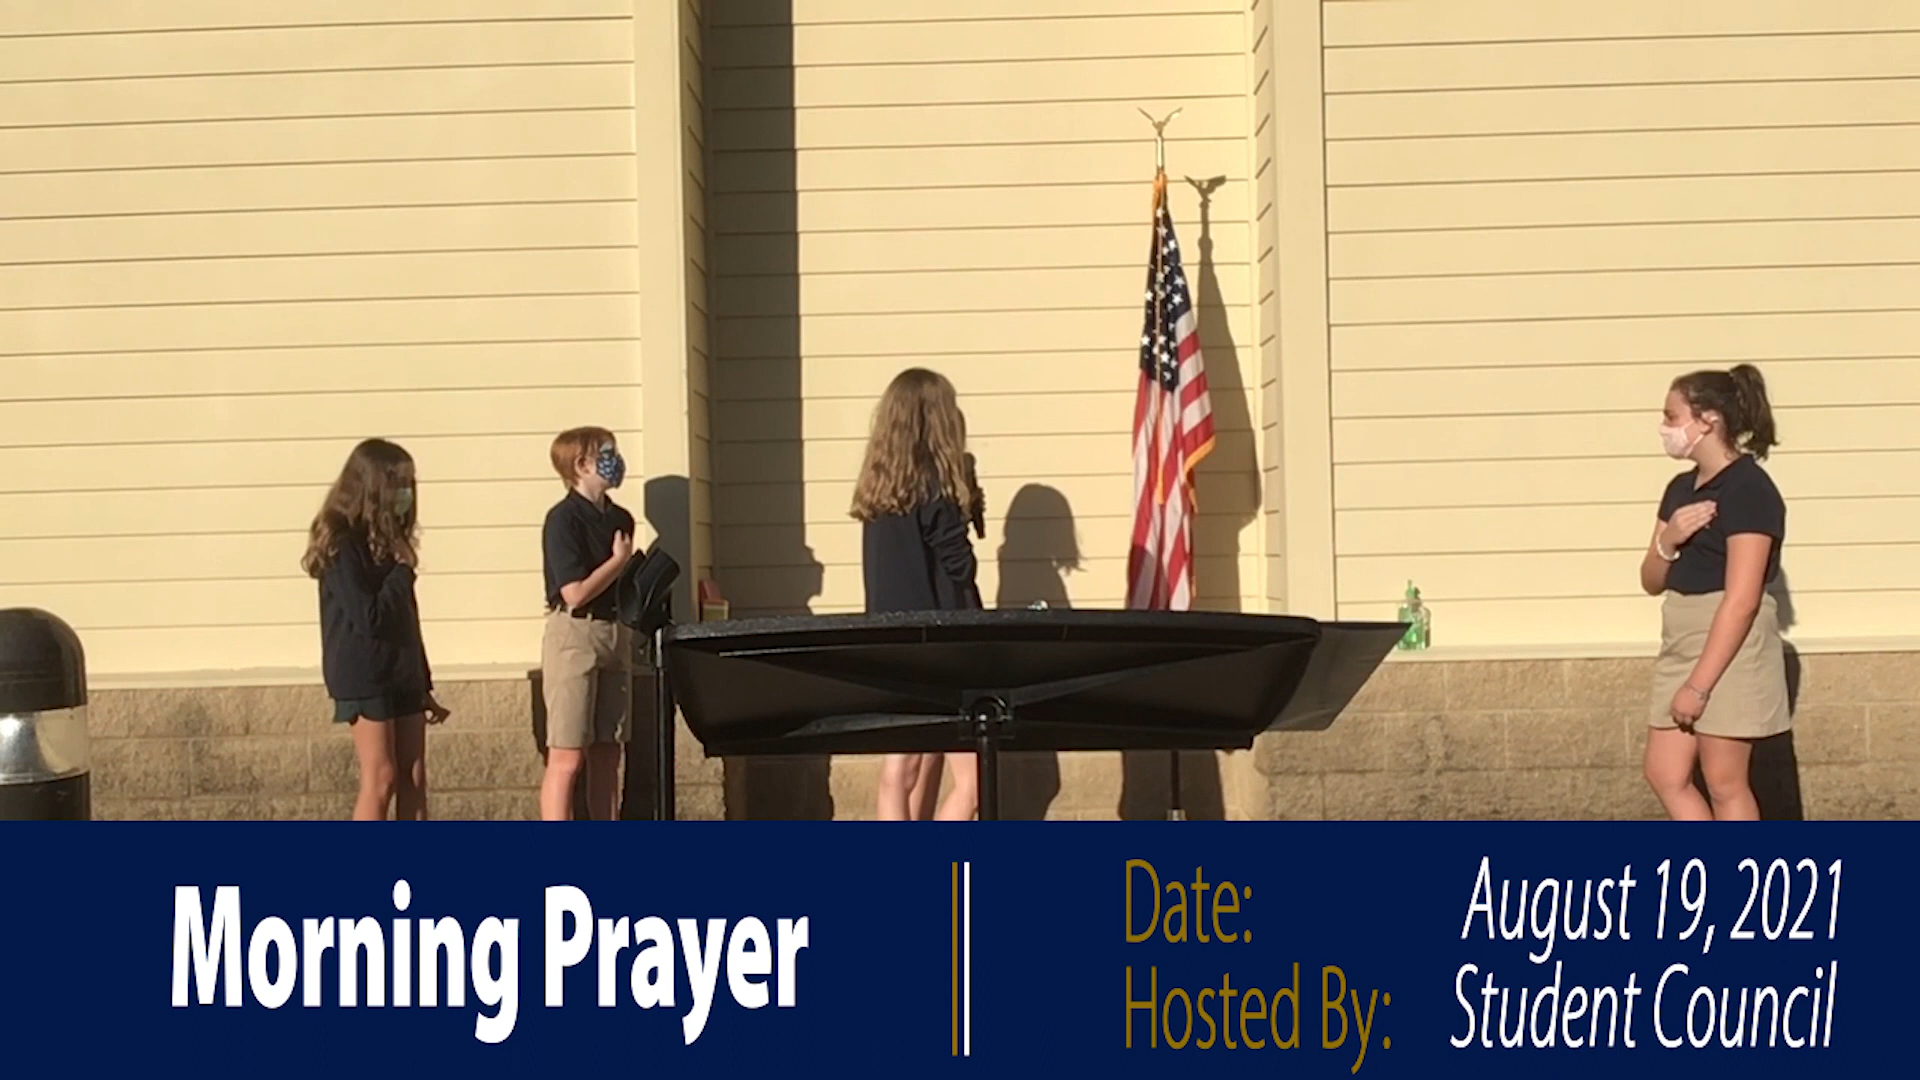 Morning Prayer
Date: August 19, 2021
Hosted By: Student Council